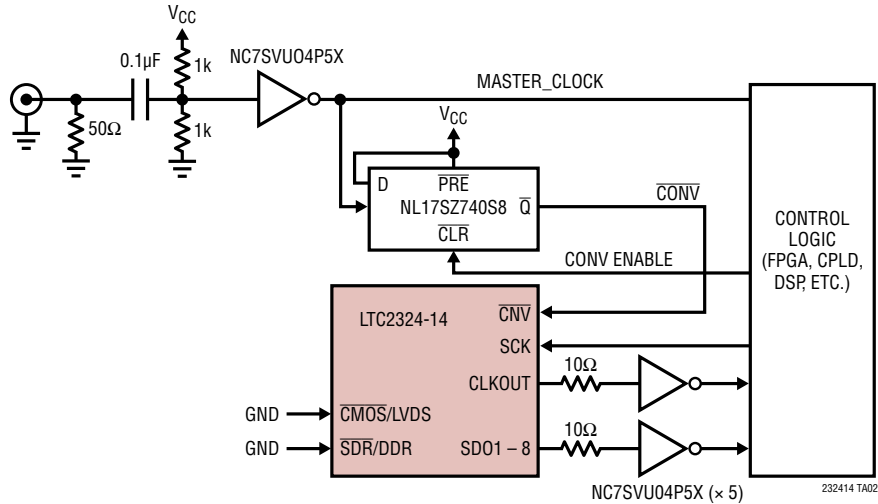 VCC
0.1µF
1k
NC7SVUO4P5X
MASTER_CLOCK
50Ω
1k
VCC
D
PRE
NL17SZ740S8
Q
CLR
CONV
CONV ENABLE
CONTROL
LOGIC
(FPGA, CPLD,
DSP, ETC.)
LTC2324-14
CNV
SCK
CLKOUT
10Ω
GND
CMOS/LVDS
GND
SDR/DDR
SDO1 – 8
10Ω
NC7SVU04P5X (× 5)
232414 TA02